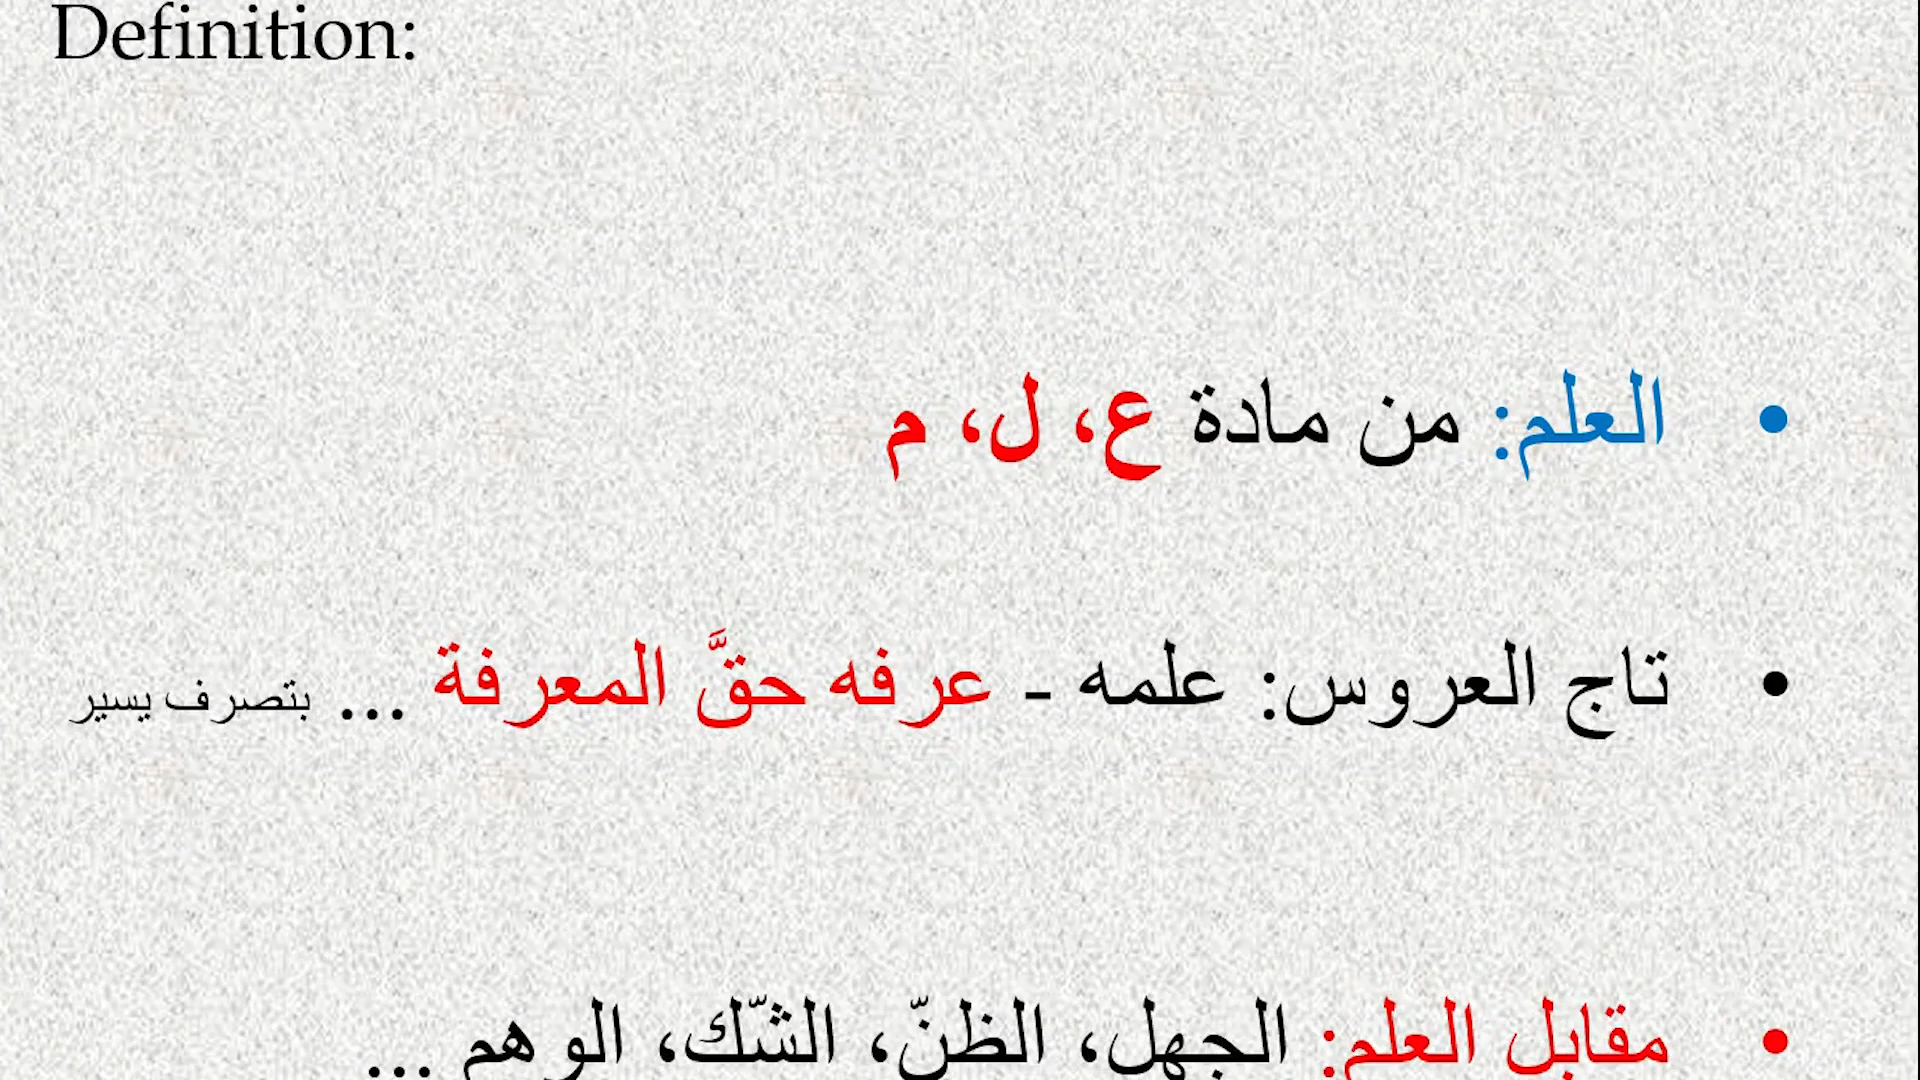 Definition:
• العلم: من مادة ع، ل، م
• تاج العروس: علمه - عرفه حقَّ المعرفة ... بتصرف يسير
• مقابل العلم: الجهل، الظنّ، الشّك، الوهم ...